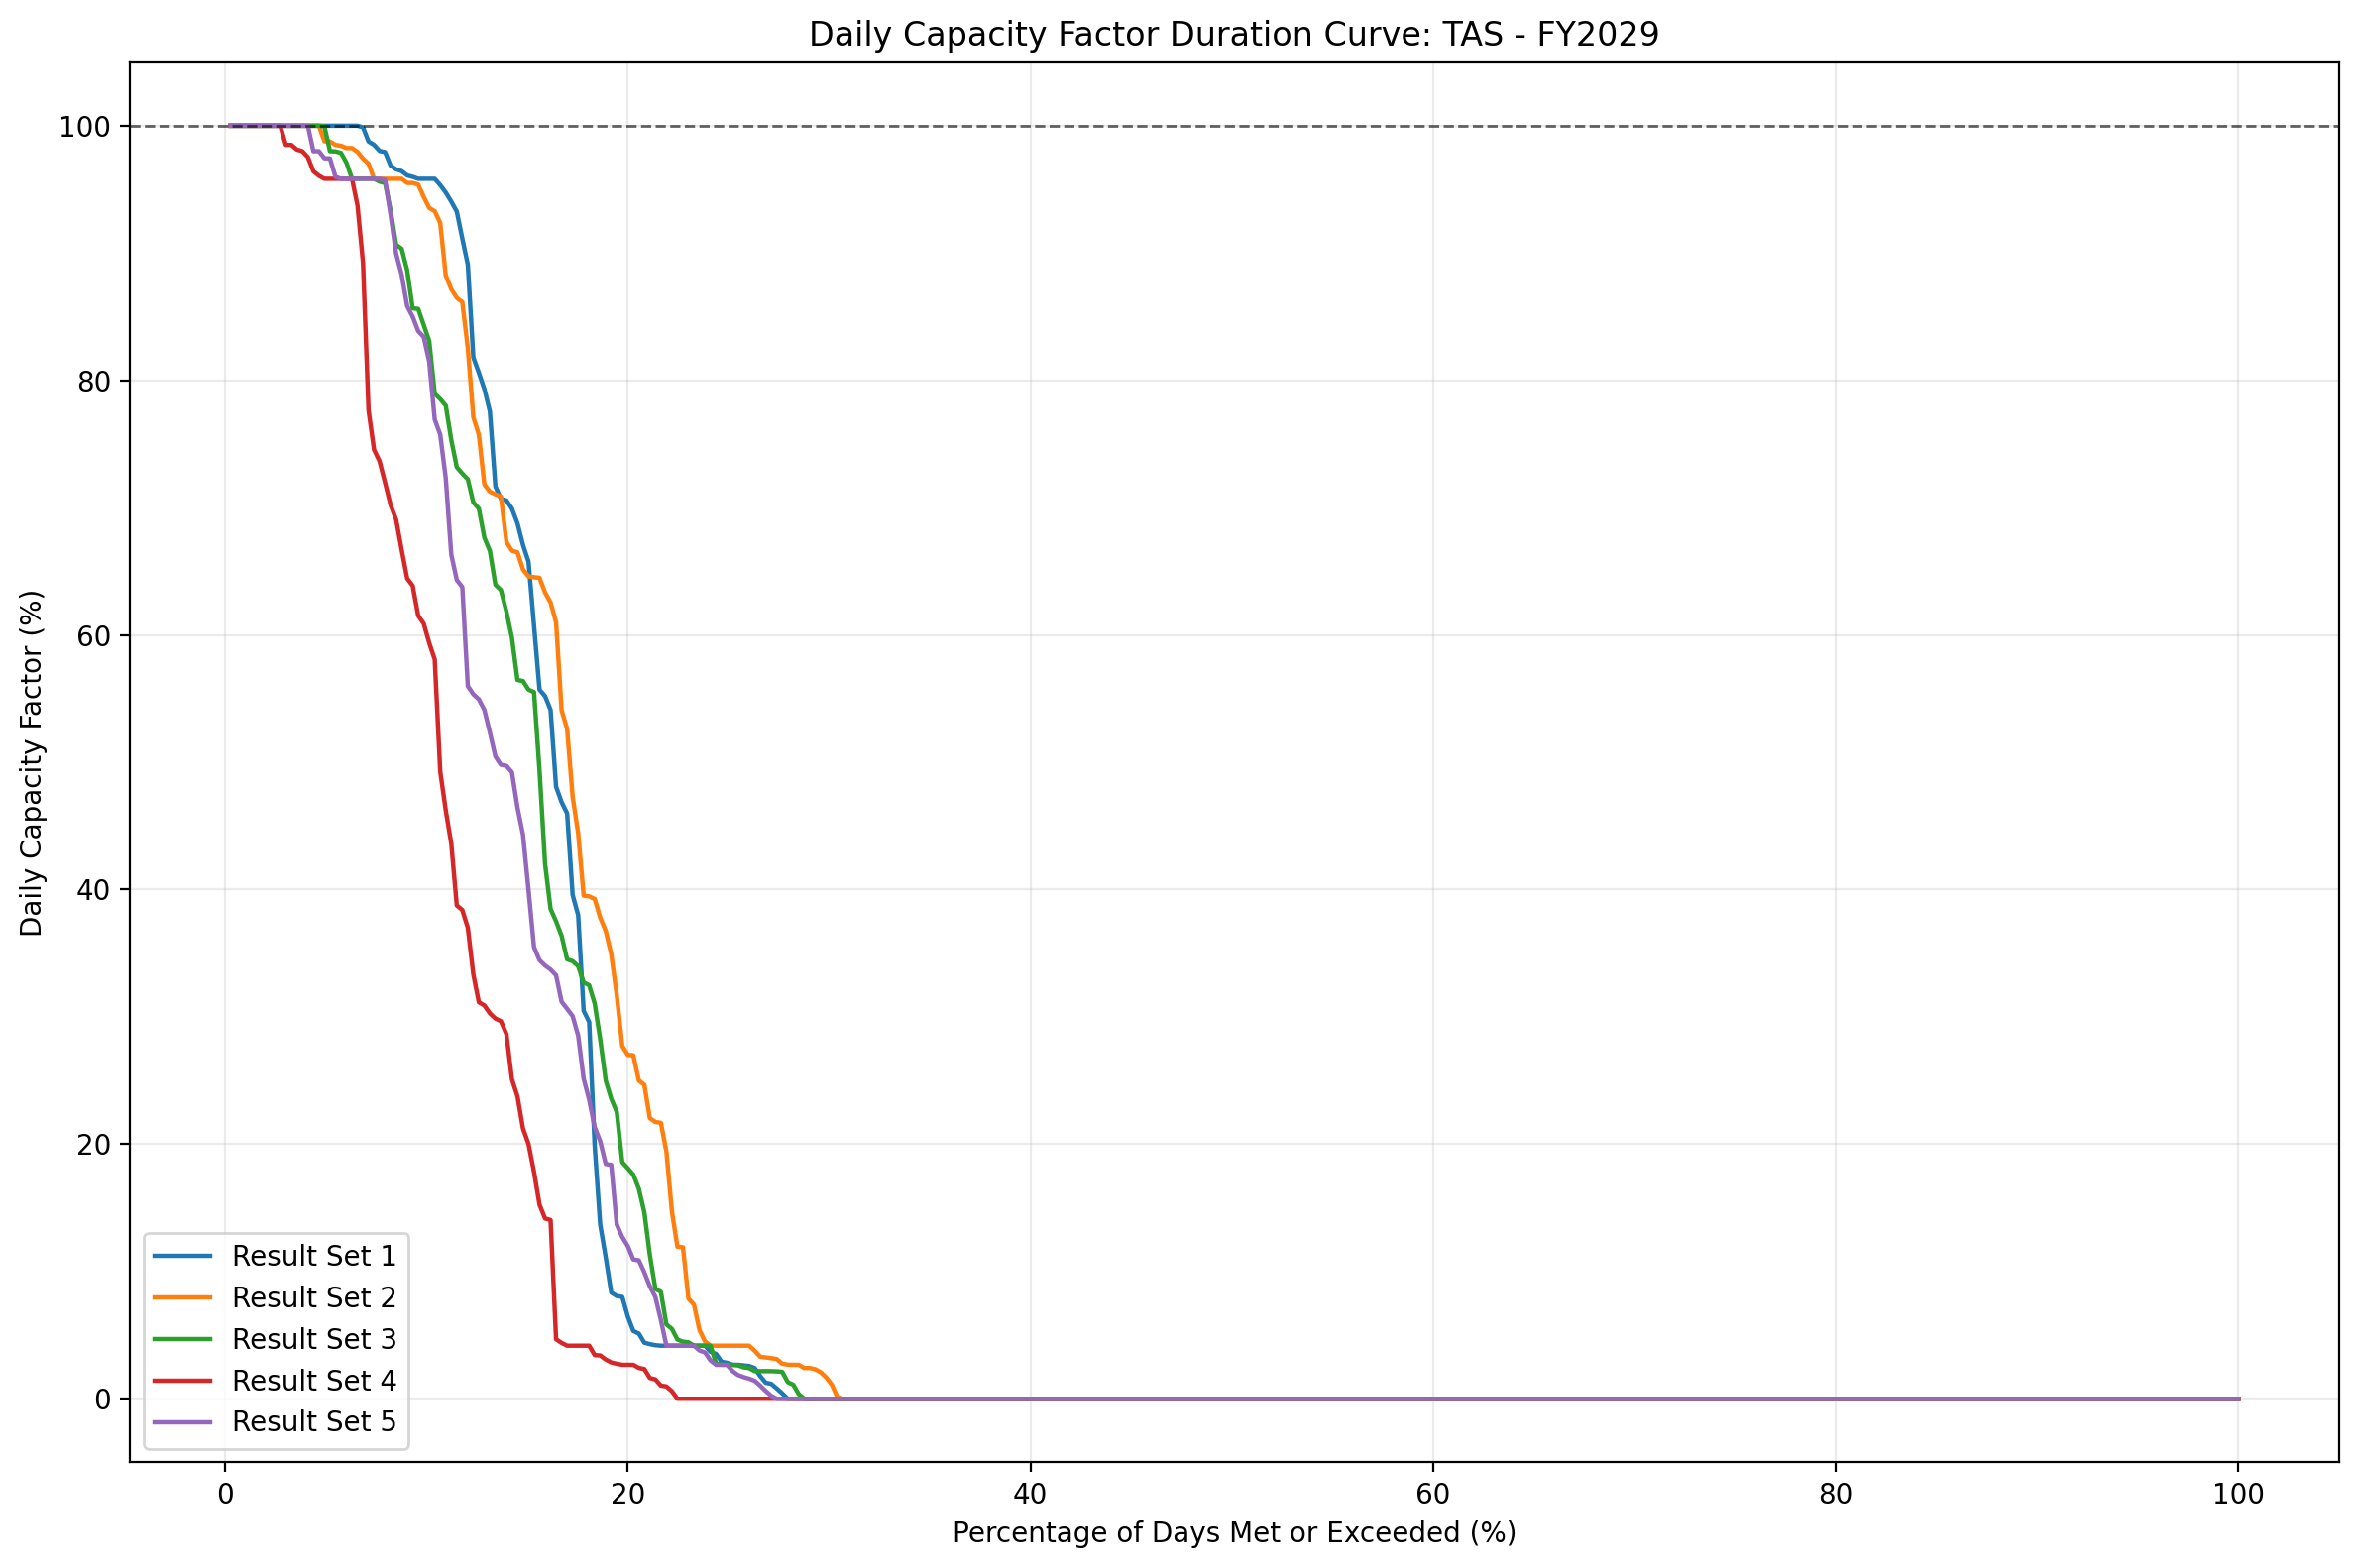 Daily Capacity Factor Duration Curve: TAS - FY2029
Daily Capacity Factor (%)
100
80
60
40
20
0
Result Set 1
Result Set 2
Result Set 3
Result Set 4
Result Set 5
0 20 40 60 80 100
Percentage of Days Met or Exceeded (%)